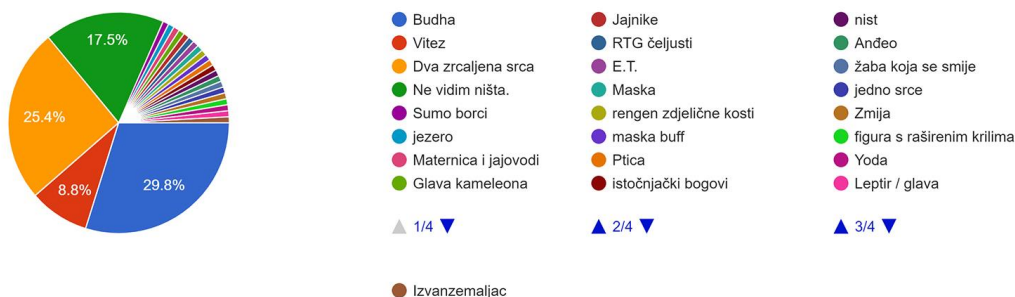 17.5%
25.4%
8.8%
29.8%
Budha
Vitez
Dva zrcaljena srca
Ne vidim ništa.
Sumo borci
jezero
Maternica i jajovodi
Glava kameleona
1/4
Jajnike
RTG čeljusti
E.T.
Maska
rengen zdjelične kosti
maska buff
Ptica
istočnjački bogovi
2/4
nist
Anđeo
žaba koja se smije
jedno srce
Zmija
figura s raširenim krilima
Yoda
Leptir / glava
3/4
Izvanzemaljac